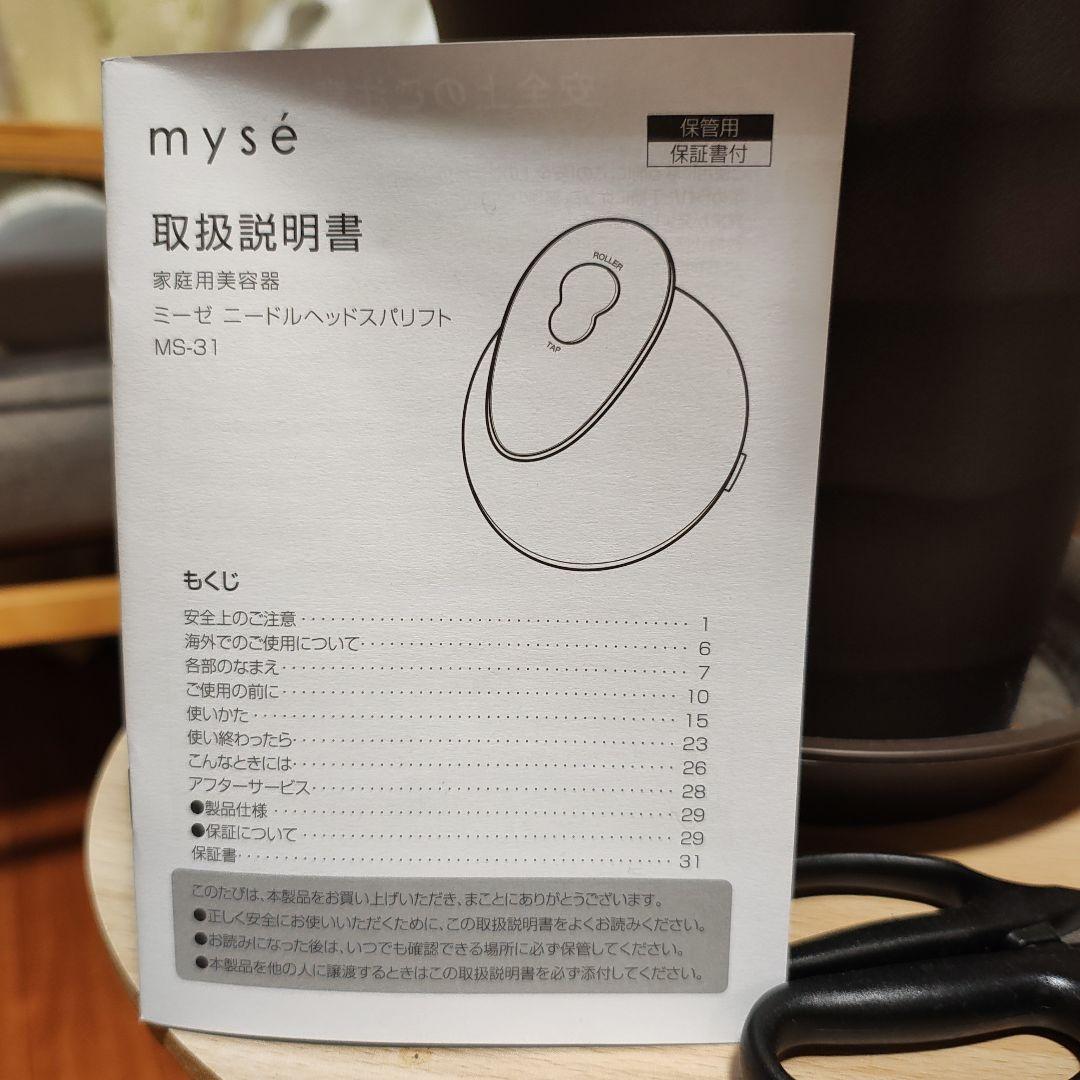 mysé
保管用
保証書付
取扱説明書
家庭用美容器
ミーゼ ニードルヘッドスパリフト
MS-31
ROLLER
TAP
もくじ
安全上のご注意 1
海外でのご使用について 6
各部のなまえ 7
ご使用の前に 10
使いかた 15
使い終わったら 23
こんなときには 26
アフターサービス 28
●製品仕様 29
●保証について 29
保証書 31
このたびは、本製品をお買い上げいただき、まことにありがとうございます。
●正しく安全にお使いいただくために、この取扱説明書をよくお読みください。
●お読みになった後は、いつでも確認できる場所に必ず保管してください。
●本製品を他の人に譲渡するときはこの取扱説明書を必ず添付してください。